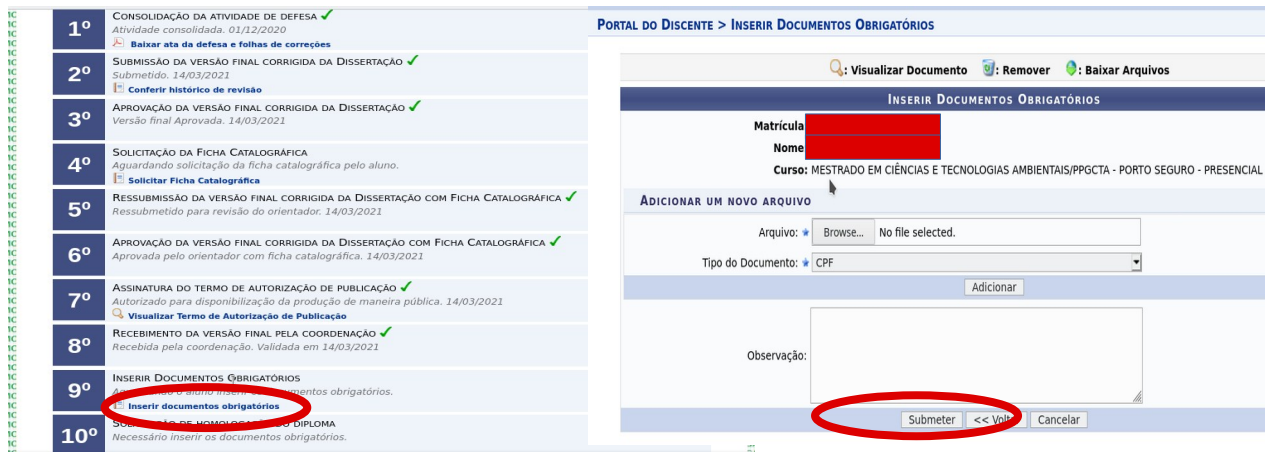 1º
CONSOLIDAÇÃO DA ATIVIDADE DE DEFESA
Atividade consolidada. 01/12/2020
Baixar ata da defesa e folhas de correções
2º
SUBMISSÃO DA VERSÃO FINAL CORRIGIDA DA DISSERTAÇÃO
Submetido. 14/03/2021
Conferir histórico de revisão
3º
APROVAÇÃO DA VERSÃO FINAL CORRIGIDA DA DISSERTAÇÃO
Versão final Aprovada. 14/03/2021
4º
SOLICITAÇÃO DA FICHA CATALOGRÁFICA
Aguardando solicitação da ficha catalográfica pelo aluno.
Solicitar Ficha Catalográfica
5º
RESSUBMISSÃO DA VERSÃO FINAL CORRIGIDA DA DISSERTAÇÃO COM FICHA CATALOGRÁFICA
Ressubmetido para revisão do orientador. 14/03/2021
6º
APROVAÇÃO DA VERSÃO FINAL CORRIGIDA DA DISSERTAÇÃO COM FICHA CATALOGRÁFICA
Aprovada pelo orientador com ficha catalográfica. 14/03/2021
7º
ASSINATURA DO TERMO DE AUTORIZAÇÃO DE PUBLICAÇÃO
Autorizado para disponibilização da produção de maneira pública. 14/03/2021
Visualizar Termo de Autorização de Publicação
8º
RECEBIMENTO DA VERSÃO FINAL PELA COORDENAÇÃO
Recebida pela coordenação. Validada em 14/03/2021
9º
INSERIR DOCUMENTOS OBRIGATÓRIOS
o aluno inserir obrigatórios.
Inserir documentos obrigatórios
10º
DE DIPLOMA
Necessário inserir os documentos obrigatórios.
PORTAL DO DISCENTE > INSERIR DOCUMENTOS OBRIGATÓRIOS
: Visualizar Documento : Remover : Baixar Arquivos
INSERIR DOCUMENTOS OBRIGATÓRIOS
Matrícula
Nome
Curso: MESTRADO EM CIÊNCIAS E TECNOLOGIAS AMBIENTAIS/PPGCTA - PORTO SEGURO - PRESENCIAL
ADICIONAR UM NOVO ARQUIVO
Arquivo: Browse... No file selected.
Tipo do Documento: CPF
Adicionar
Observação:
Submeter << Cancelar